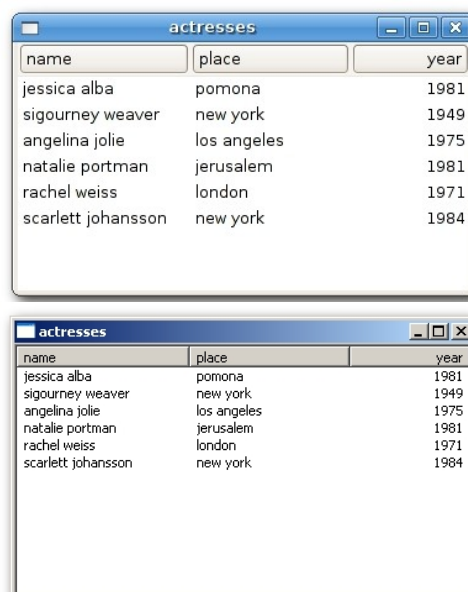 actresses
name place year
jessica alba pomona 1981
sigourney weaver new york 1949
angelina jolie los angeles 1975
natalie portman jerusalem 1981
rachel weiss london 1971
scarlett johansson new york 1984
actresses
name place year
jessica alba pomona 1981
sigourney weaver new york 1949
angelina jolie los angeles 1975
natalie portman jerusalem 1981
rachel weiss london 1971
scarlett johansson new york 1984